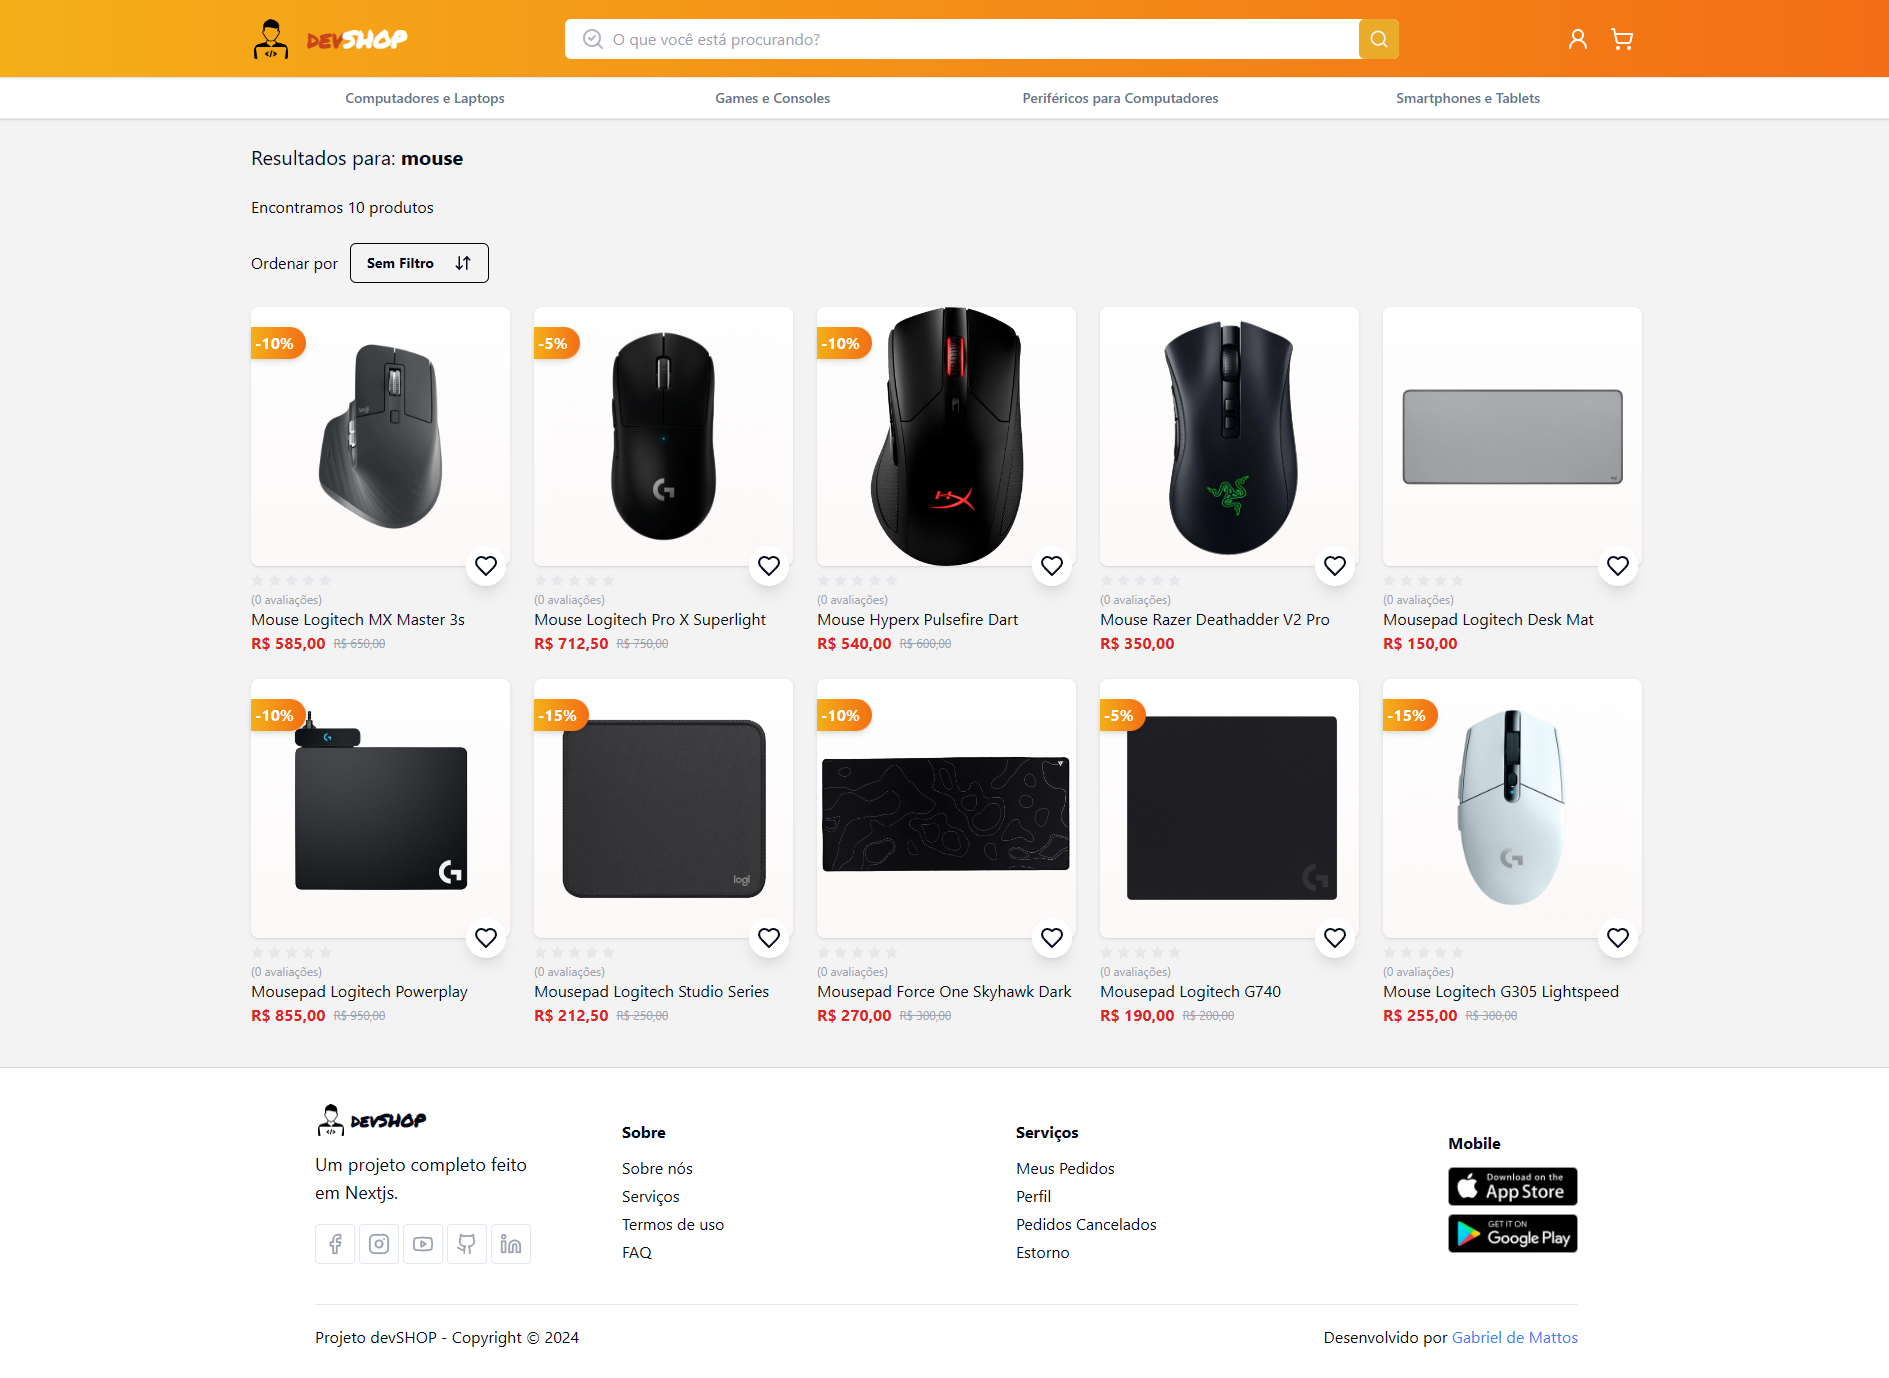 devSHOP
O que você está procurando?
Computadores e Laptops
Games e Consoles
Periféricos para Computadores
Smartphones e Tablets
Resultados para: mouse
Encontramos 10 produtos
Ordenar por
Sem Filtro
-10%
logi
(0 avaliações)
Mouse Logitech MX Master 3s
R$ 585,00 R$ 650,00
-5%
(0 avaliações)
Mouse Logitech Pro X Superlight
R$ 712,50 R$ 750,00
-10%
(0 avaliações)
Mouse Hyperx Pulsefire Dart
R$ 540,00 R$ 600,00
(0 avaliações)
Mouse Razer Deathadder V2 Pro
R$ 350,00
(0 avaliações)
Mousepad Logitech Desk Mat
R$ 150,00
-10%
(0 avaliações)
Mousepad Logitech Powerplay
R$ 855,00 R$ 950,00
-15%
logi
(0 avaliações)
Mousepad Logitech Studio Series
R$ 212,50 R$ 250,00
-10%
(0 avaliações)
Mousepad Force One Skyhawk Dark
R$ 270,00 R$ 300,00
-5%
(0 avaliações)
Mousepad Logitech G740
R$ 190,00 R$ 200,00
-15%
(0 avaliações)
Mouse Logitech G305 Lightspeed
R$ 255,00 R$ 300,00
devSHOP
Um projeto completo feito
em Nextjs.
Sobre
Sobre nós
Serviços
Termos de uso
FAQ
Serviços
Meus Pedidos
Perfil
Pedidos Cancelados
Estorno
Mobile
Download on the
App Store
GET IT ON
Google Play
Projeto devSHOP - Copyright © 2024
Desenvolvido por Gabriel de Mattos